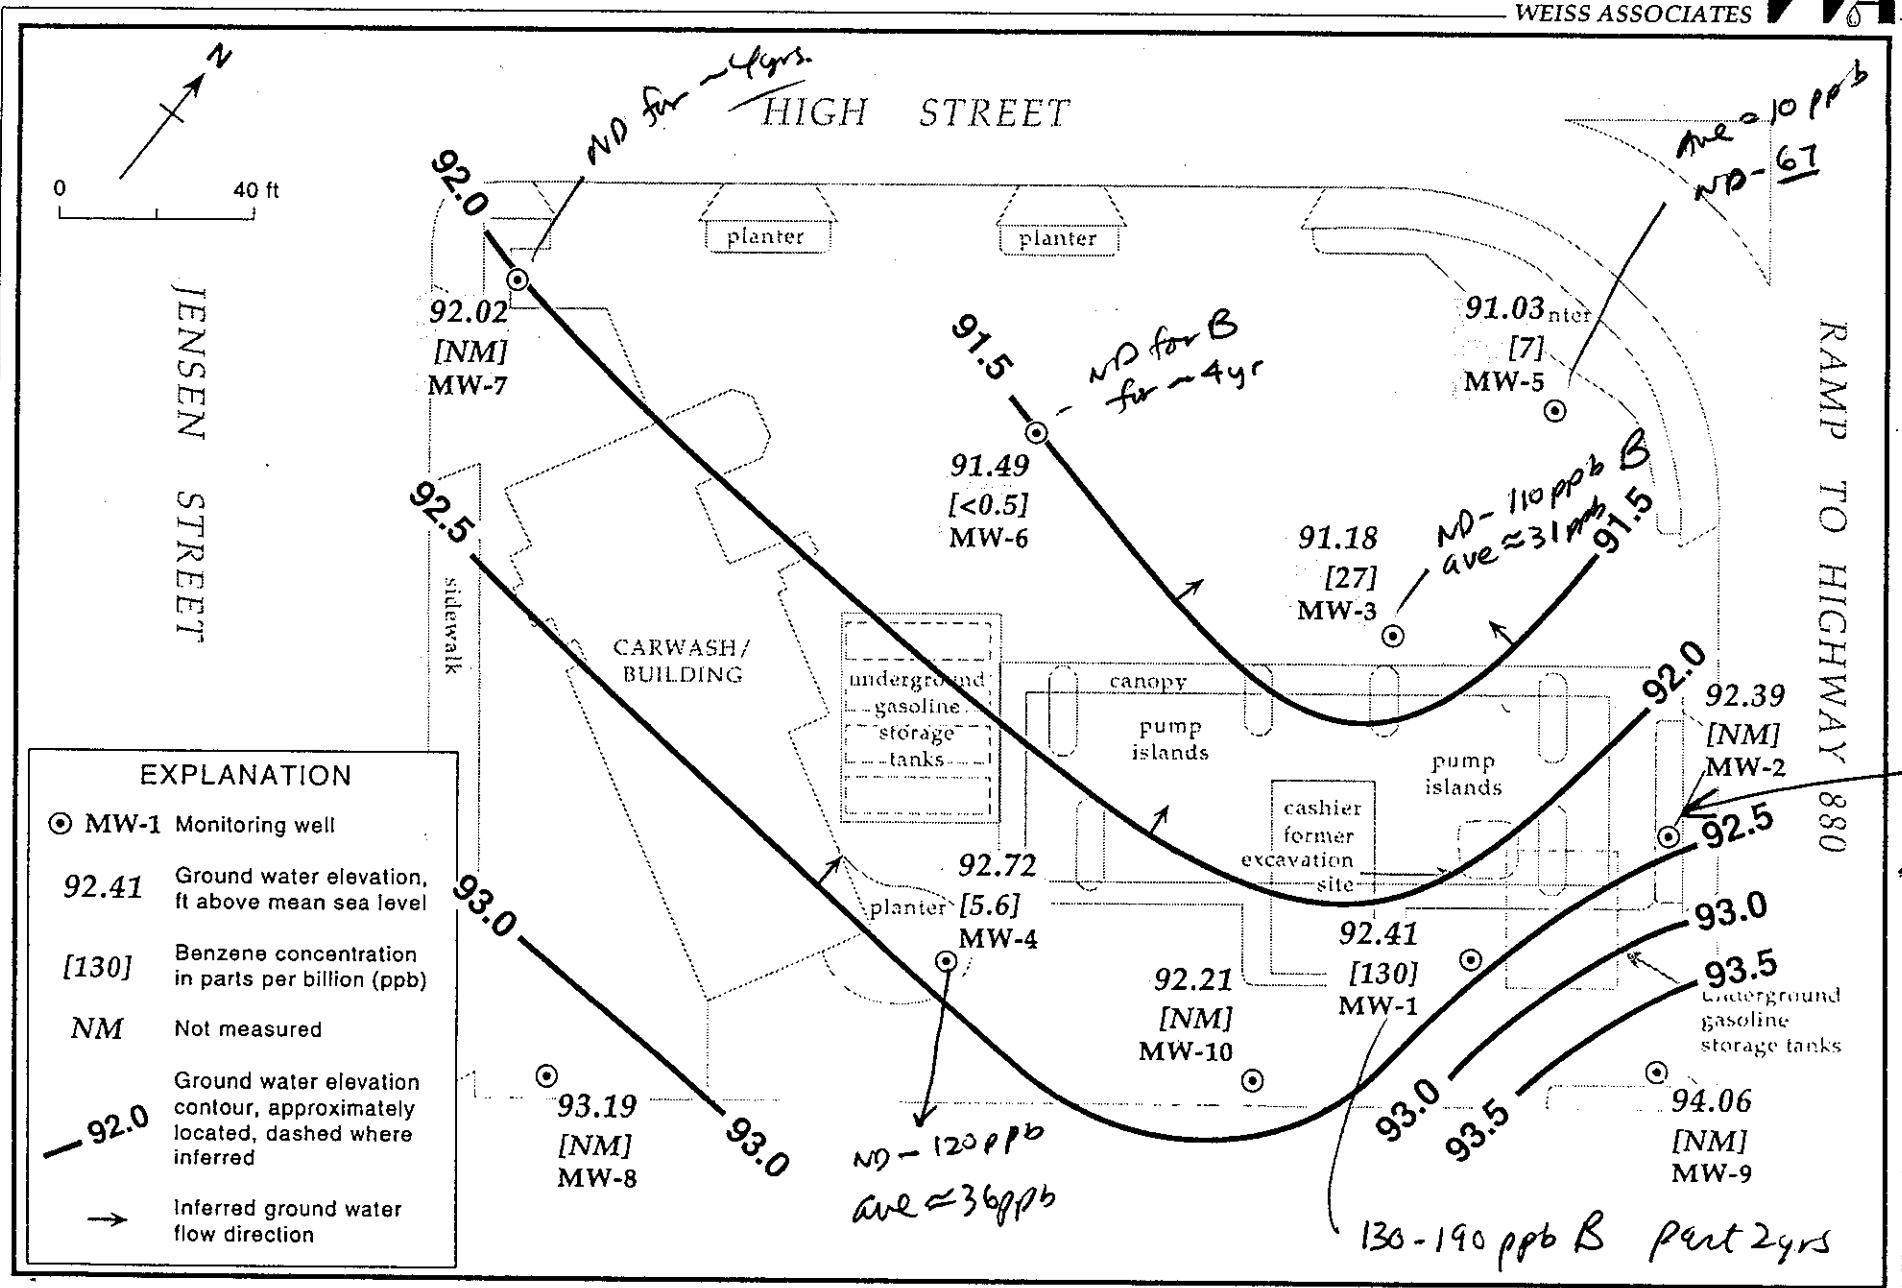 WEISS ASSOCIATES
N
0 40 ft
ND for ~4yrs.
HIGH STREET
Ave = 10 ppb
ND - 67
JENSEN STREET
RAMP TO HIGHWAY 880
92.0
planter
planter
92.02
[NM]
MW-7
91.5
ND for B
for ~ 4yr
91.03
nter
[7]
MW-5
91.49
[<0.5]
MW-6
ND - 110 ppb B
ave ≈ 31 ppb
91.5
91.18
[27]
MW-3
92.5
sidewalk
CARWASH/
BUILDING
underground
gasoline
storage
tanks
canopy
pump
islands
pump
islands
92.0
92.39
[NM]
MW-2
92.5
cashier
former
excavation
site
92.72
[5.6]
MW-4
planter
93.0
93.0
92.41
[130]
MW-1
93.0
93.5
underground
gasoline
storage tanks
92.21
[NM]
MW-10
93.19
[NM]
MW-8
93.0
93.5
94.06
[NM]
MW-9
ND - 120 ppb
ave ≈ 36ppb
130 - 190 ppb B past 2yrs
EXPLANATION
MW-1 Monitoring well
92.41 Ground water elevation,
ft above mean sea level
[130] Benzene concentration
in parts per billion (ppb)
NM Not measured
92.0 Ground water elevation
contour, approximately
located, dashed where
inferred
→ Inferred ground water
flow direction